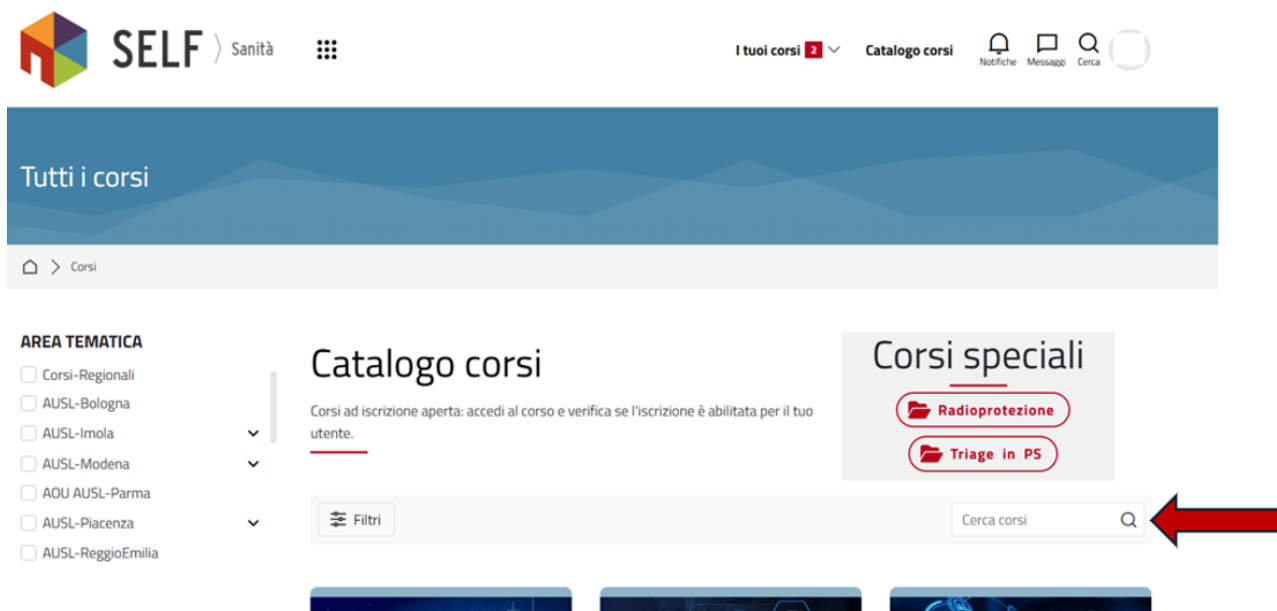 SELF Sanità
I tuoi corsi 2
Catalogo corsi
Notifiche
Messaggi
Cerca
Tutti i corsi
Corsi
AREA TEMATICA
Corsi-Regionali
AUSL-Bologna
AUSL-Imola
AUSL-Modena
AOU AUSL-Parma
AUSL-Piacenza
AUSL-ReggioEmilia
Catalogo corsi
Corsi ad iscrizione aperta: accedi al corso e verifica se l'iscrizione è abilitata per il tuo
utente.
Corsi speciali
Radioprotezione
Triage in PS
Filtri
Cerca corsi